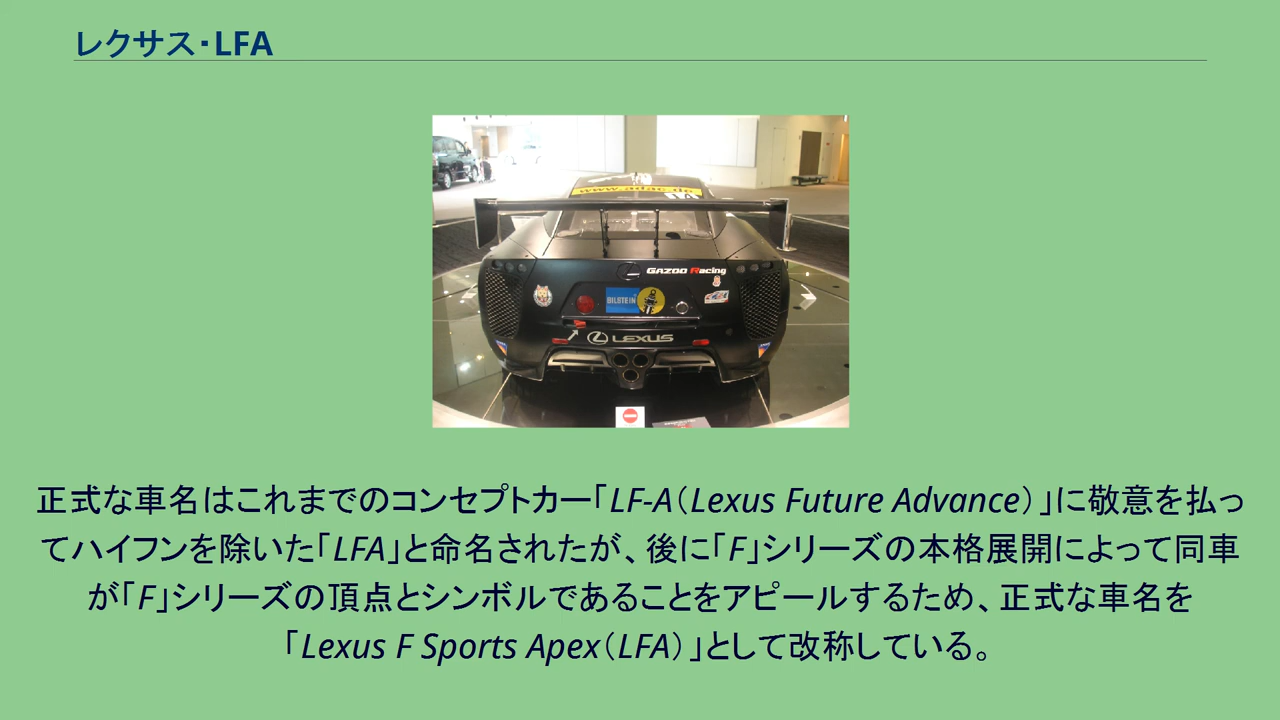 レクサス・LFA
www.adac.de
14
GAZOO Racing
BILSTEIN
LEXUS
正式な車名はこれまでのコンセプトカー「LF-A（Lexus Future Advance）」に敬意を払っ
てハイフンを除いた「LFA」と命名されたが、後に「F」シリーズの本格展開によって同車
が「F」シリーズの頂点とシンボルであることをアピールするため、正式な車名を
「Lexus F Sports Apex（LFA）」として改称している。